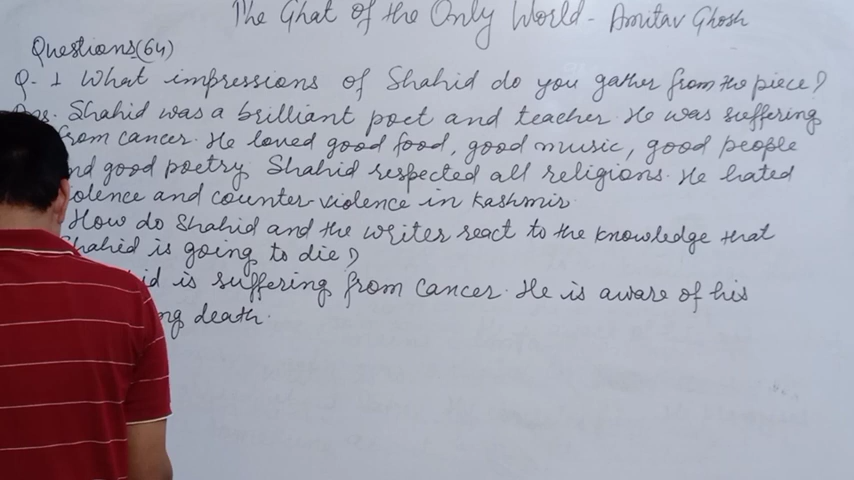 The Ghat of the Only World - Amitav Ghosh
Questions (64)
Q. 1 What impressions of Shahid do you gather from the piece?
Ans. Shahid was a brilliant poet and teacher. He was suffering
from cancer. He loved good food, good music, good people
nd good poetry. Shahid respected all religions. He hated
olence and counter-violence in Kashmir.
How do Shahid and the writer react to the knowledge that
Shahid is going to die?
id is suffering from cancer. He is aware of his
ng death.